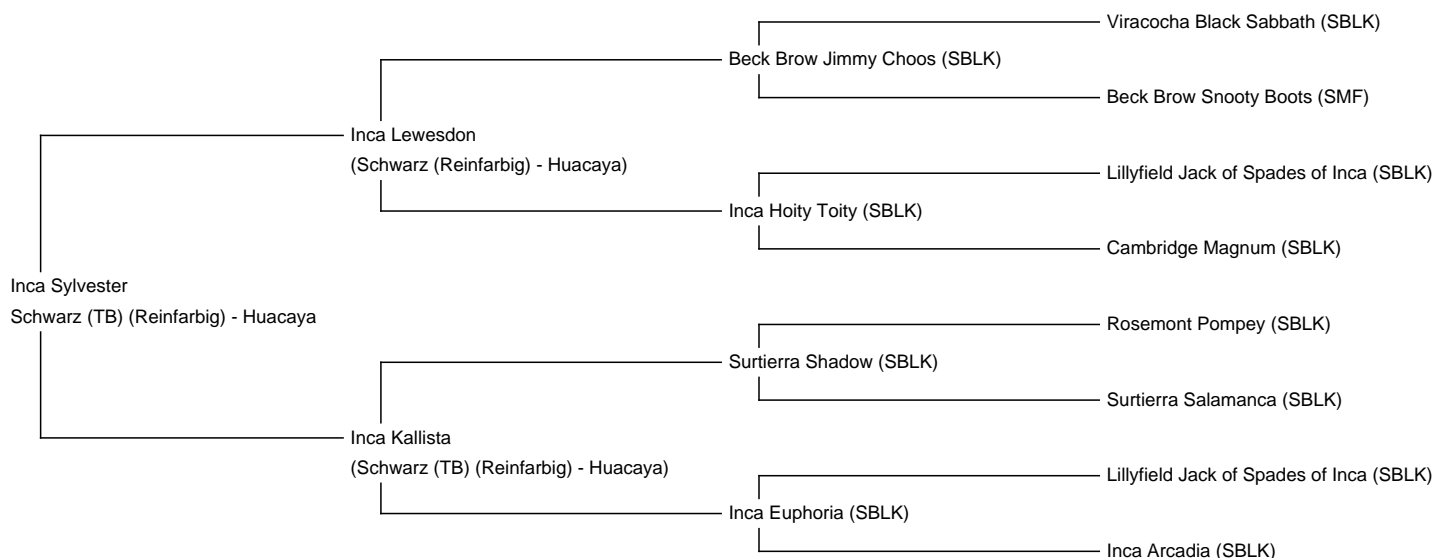 Viracocha Black Sabbath (SBLK)
Beck Brow Jimmy Choos (SBLK)
Beck Brow Snooty Boots (SMF)
Inca Lewesdon
(Schwarz (Reinfarbig) - Huacaya)
Lillyfield Jack of Spades of Inca (SBLK)
Inca Hoity Toity (SBLK)
Cambridge Magnum (SBLK)
Inca Sylvester
Schwarz (TB) (Reinfarbig) - Huacaya
Rosemont Pompey (SBLK)
Surtierra Shadow (SBLK)
Surtierra Salamanca (SBLK)
Inca Kallista
(Schwarz (TB) (Reinfarbig) - Huacaya)
Lillyfield Jack of Spades of Inca (SBLK)
Inca Euphoria (SBLK)
Inca Arcadia (SBLK)